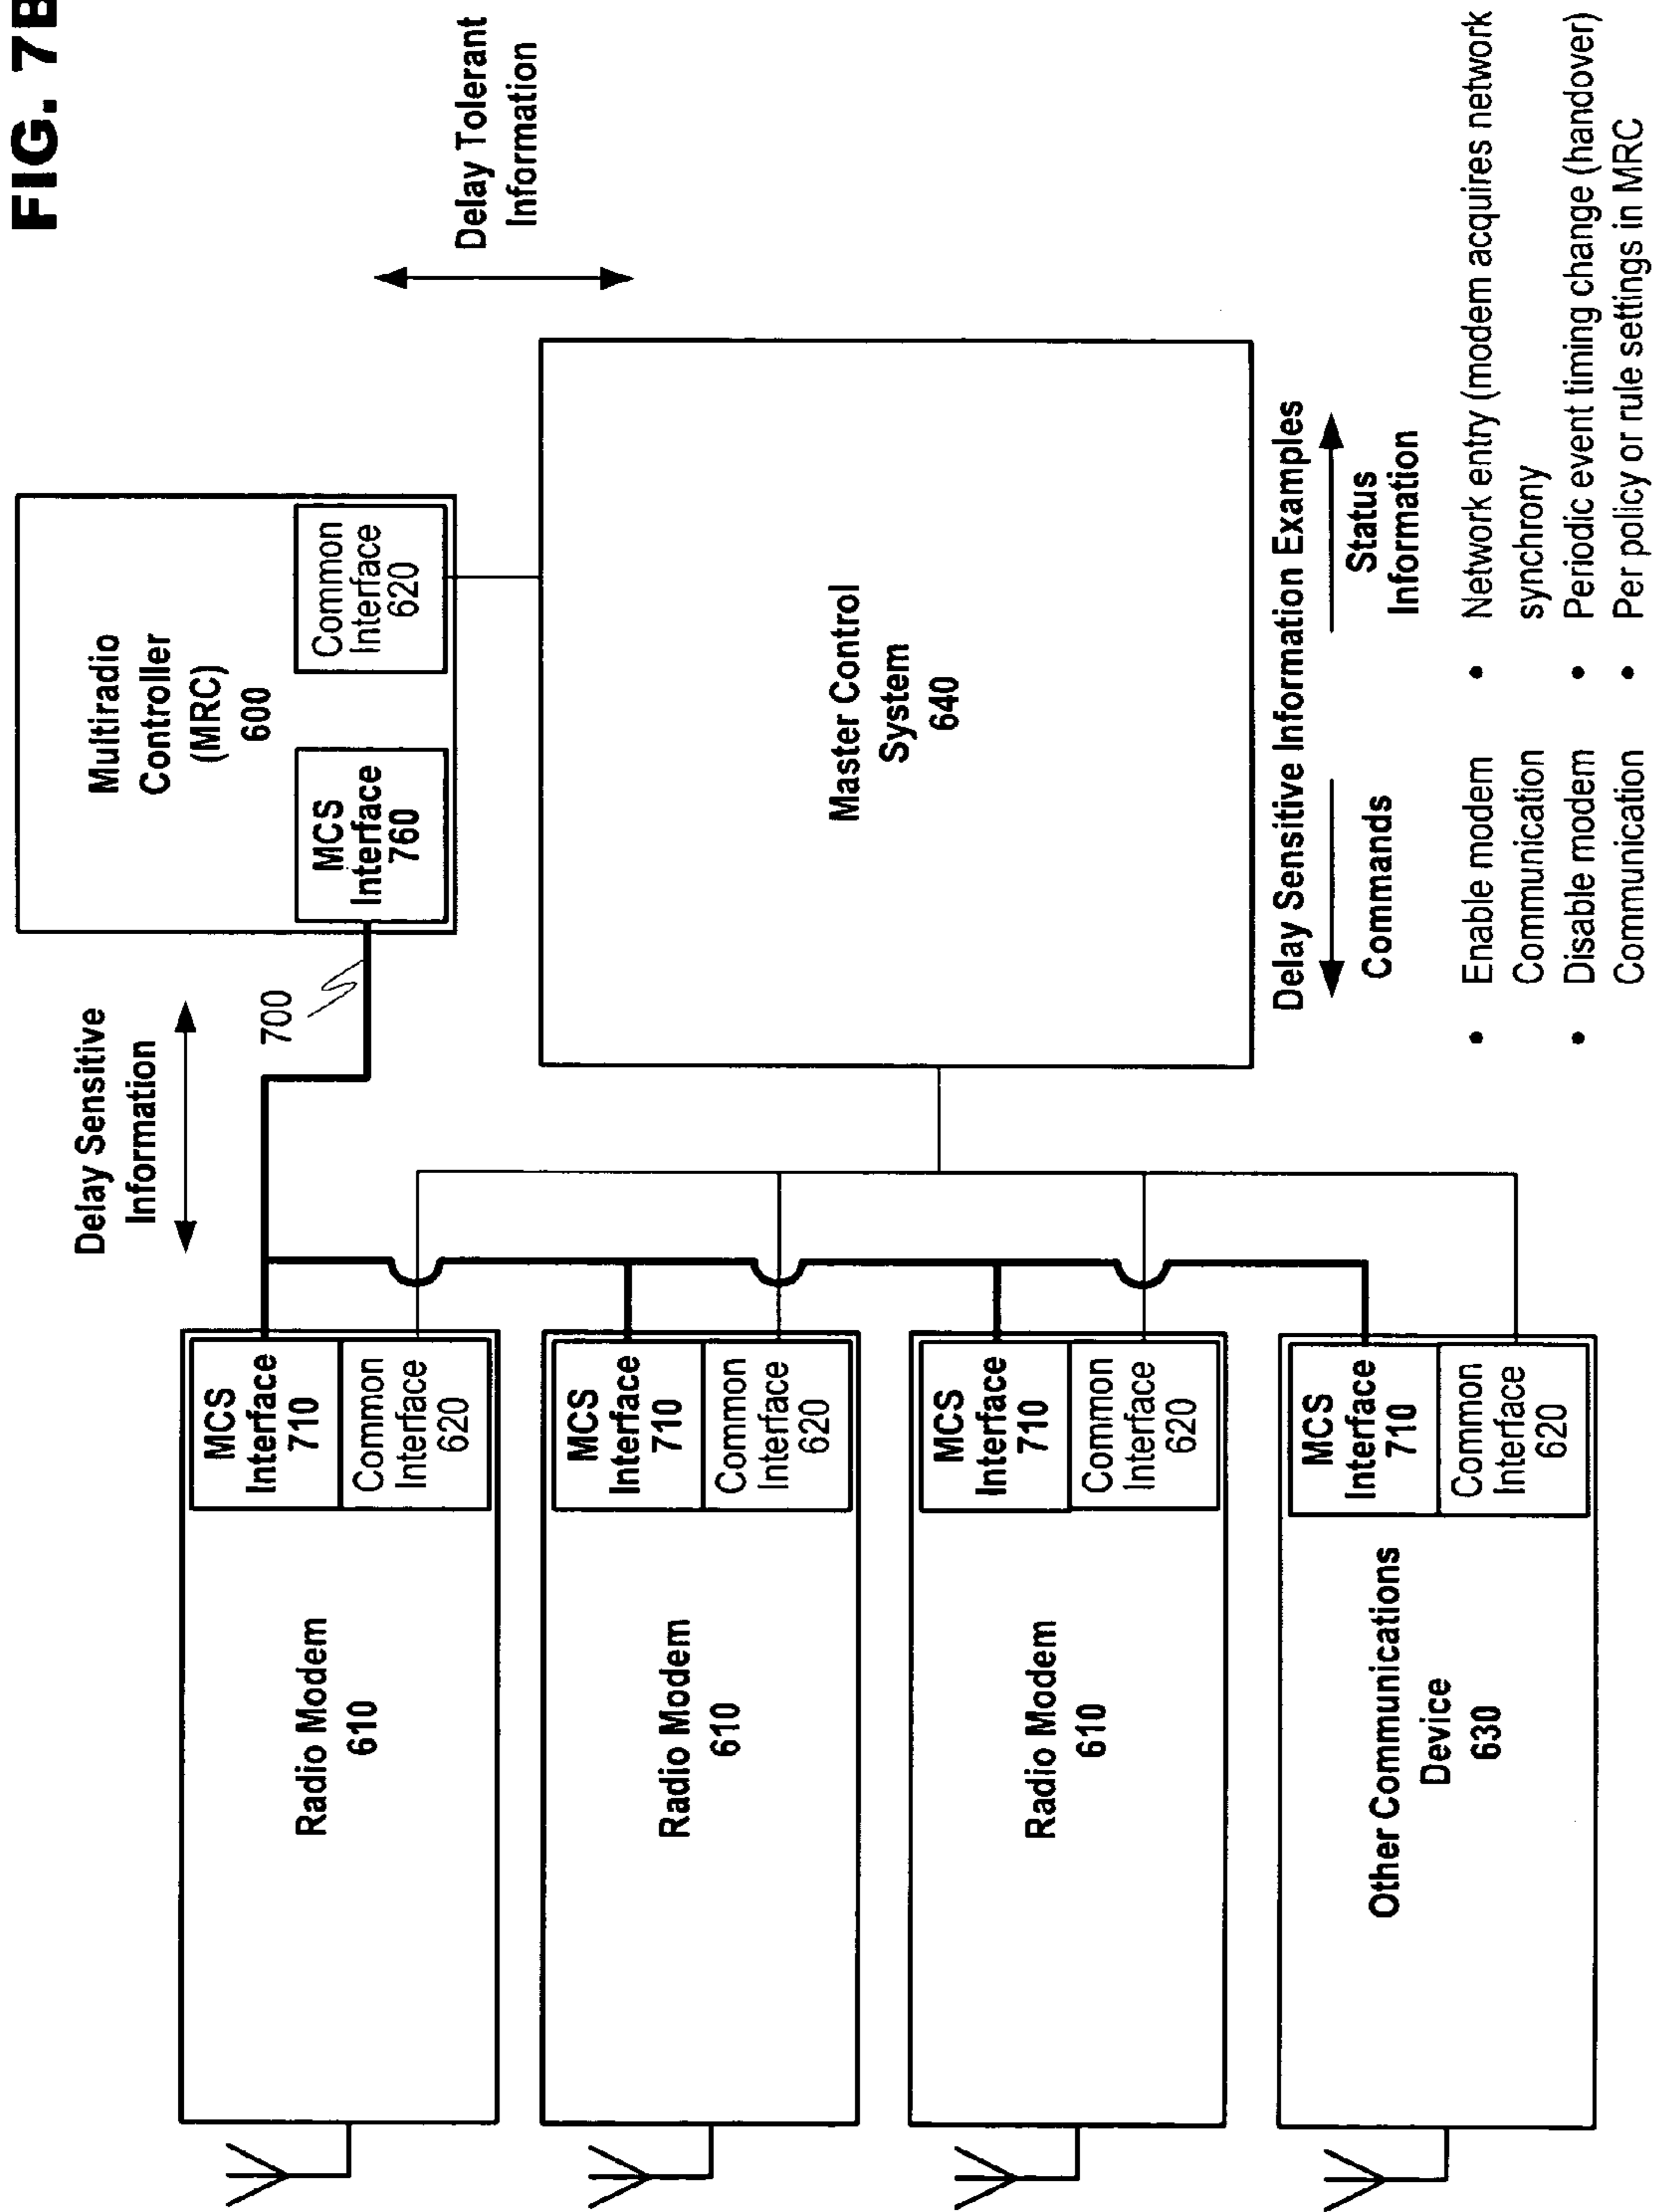 FIG. 7B
Delay Sensitive
Information
700
Multiradio
Controller
(MRC)
600
MCS
Interface
760
Common
Interface
620
Delay Tolerant
Information
Radio Modem
610
MCS
Interface
710
Common
Interface
620
Radio Modem
610
MCS
Interface
710
Common
Interface
620
Radio Modem
610
MCS
Interface
710
Common
Interface
620
Other Communications
Device
630
MCS
Interface
710
Common
Interface
620
Master Control
System
640
Delay Sensitive Information Examples
Commands
• Enable modem
Communication
• Disable modem
Communication
Status
Information
• Network entry (modem acquires network
synchrony
• Periodic event timing change (handover)
• Per policy or rule settings in MRC